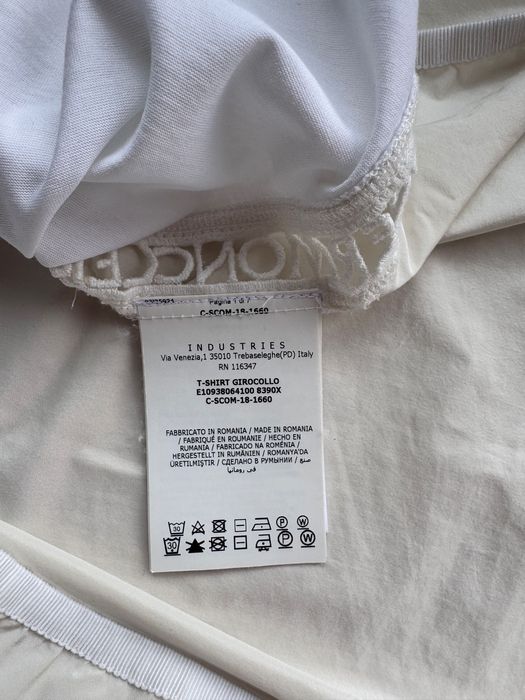 MONCLER
Pagina 1 di 7
C-SCOM-18-1660
INDUSTRIES
Via Venezia,1 35010 Trebaseleghe(PD) Italy
RN 116347
T-SHIRT GIROCOLLO
E10938064100 8390X
C-SCOM-18-1660
FABBRICATO IN ROMANIA / MADE IN ROMANIA
/ FABRIQUÉ EN ROUMANIE / HECHO EN
RUMANIA / FABRICADO NA ROMÉNIA /
HERGESTELLT IN RUMÄNIEN / ROMANYA'DA
ÜRETILMIŞTIR / СДЕЛАНО В РУМЫНИИ / صنع
في رومانيا
30 P W
30 P W